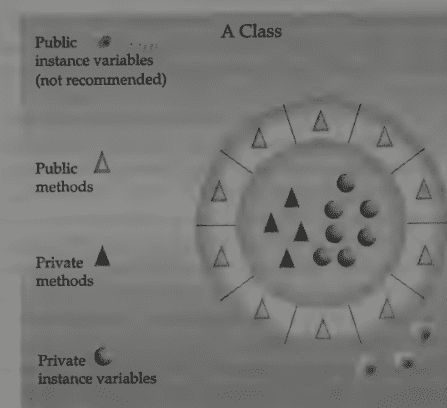 A Class
Public
instance variables
(not recommended)
Public
methods
Private
methods
Private
instance variables